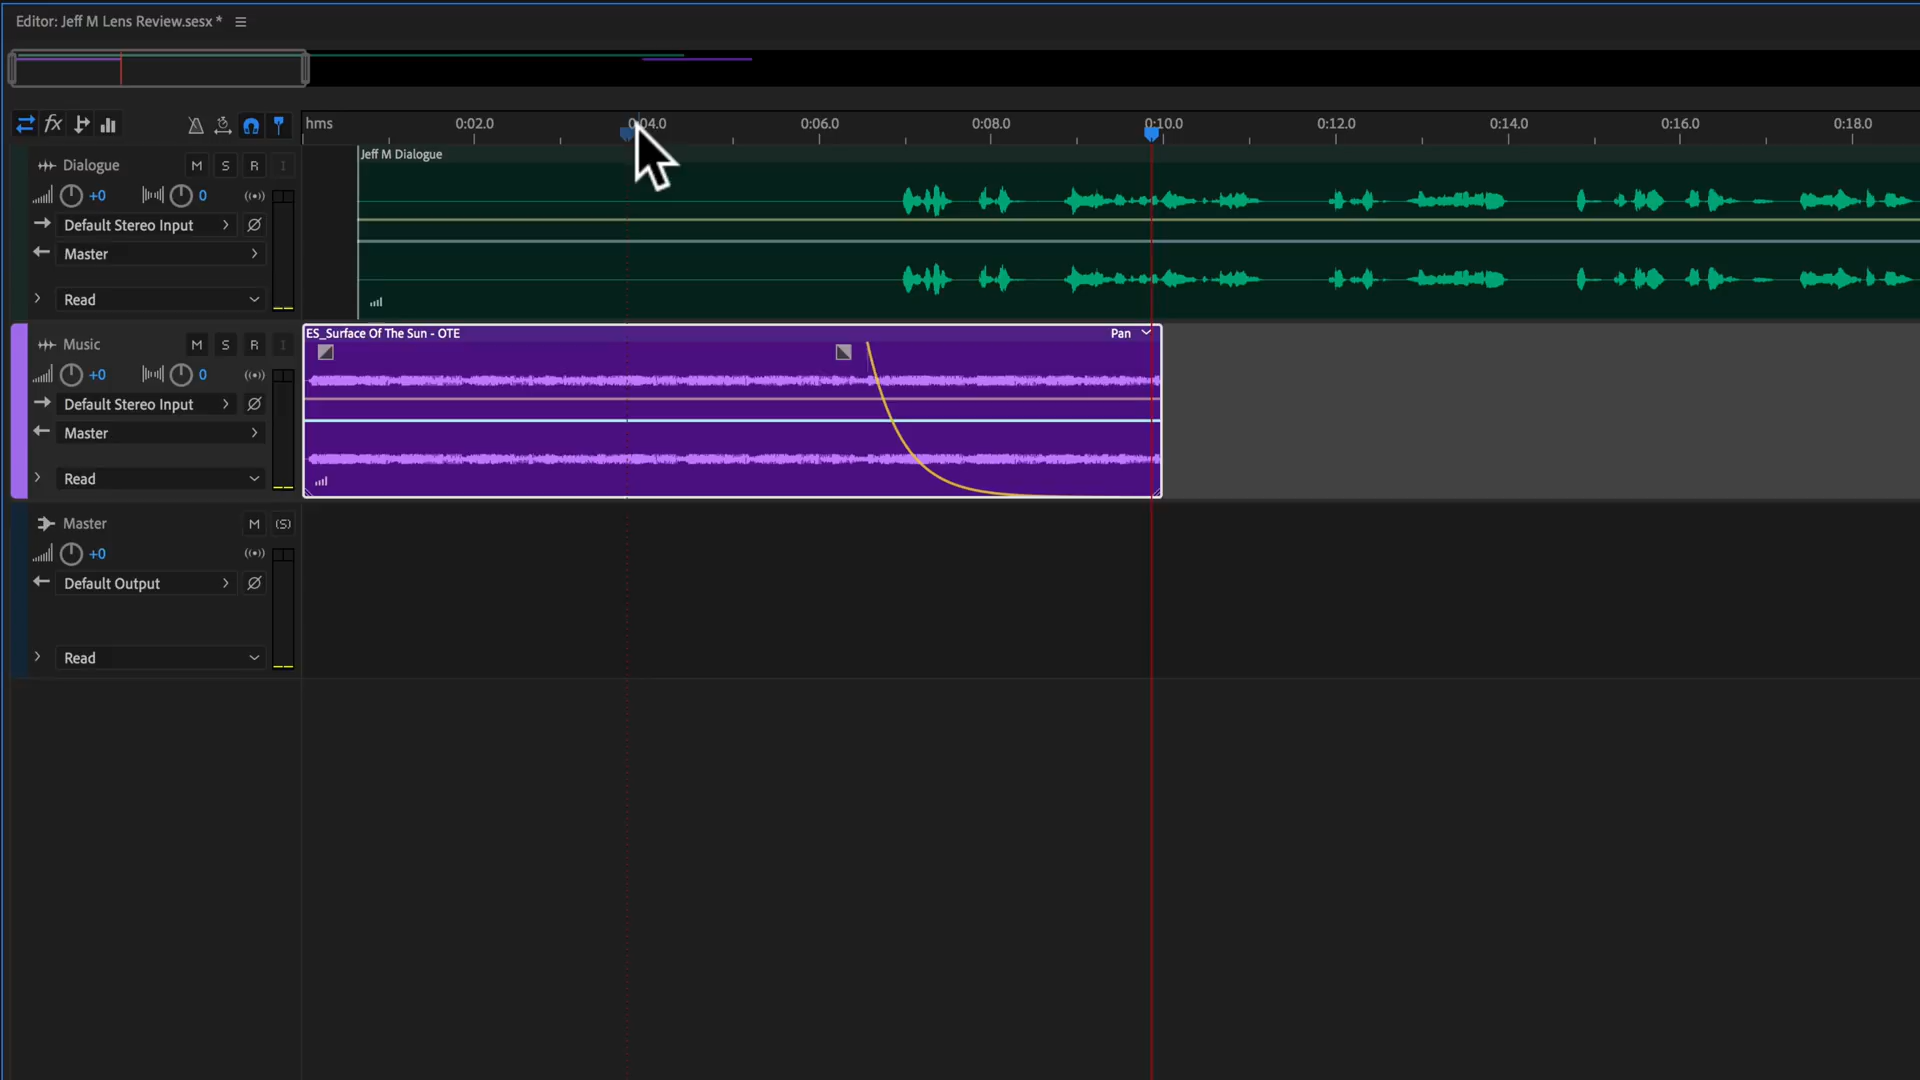 Editor: Jeff M Lens Review.sesx *
fx
hms 0:02.0 0:04.0 0:06.0 0:08.0 0:10.0 0:12.0 0:14.0 0:16.0 0:18.0
Dialogue M S R I
Jeff M Dialogue
+0 0
Default Stereo Input
Master
Read
Music M S R I
ES_Surface Of The Sun - OTE Pan
+0 0
Default Stereo Input
Master
Read
Master M (S)
+0
Default Output
Read